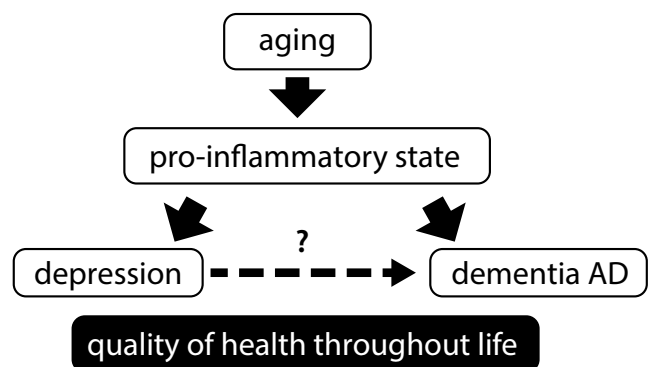 aging
pro-inflammatory state
?
depression
dementia AD
quality of health throughout life